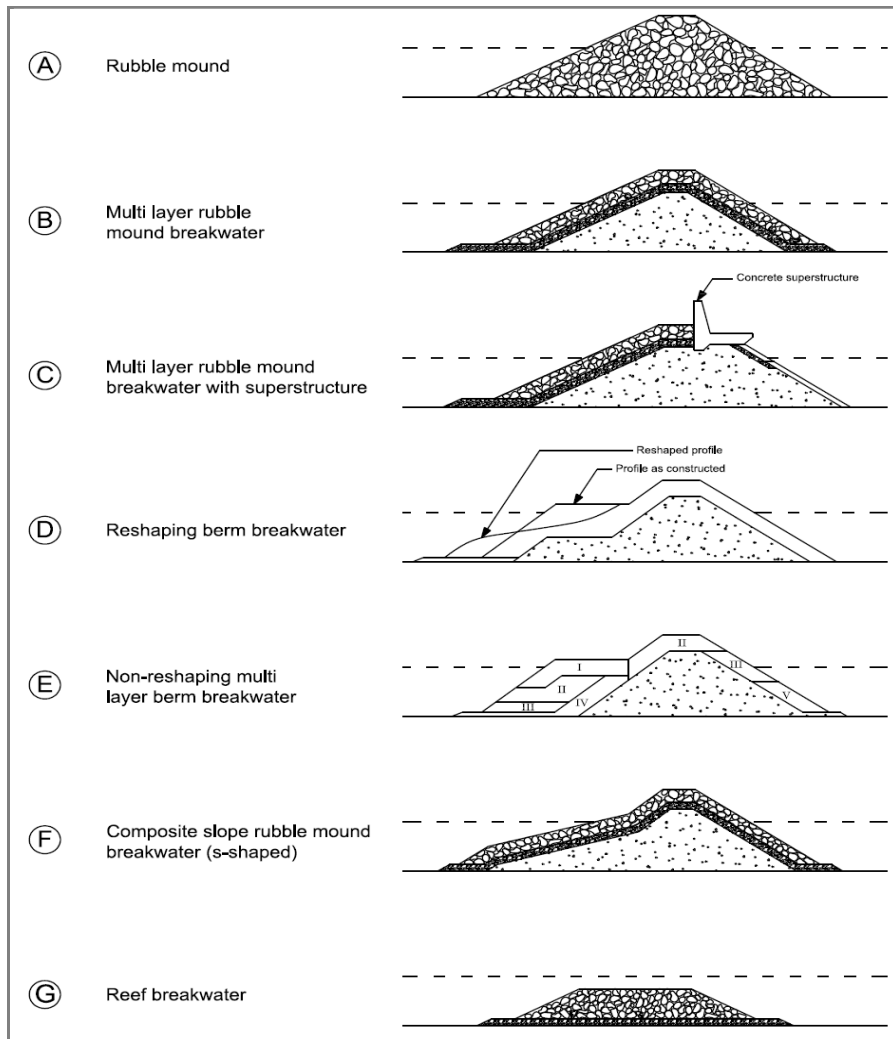 A Rubble mound
B Multi layer rubble
mound breakwater
Concrete superstructure
C Multi layer rubble mound
breakwater with superstructure
Reshaped profile
Profile as constructed
D Reshaping berm breakwater
E Non-reshaping multi
layer berm breakwater
I
II
III
IV
II
III
V
F Composite slope rubble mound
breakwater (s-shaped)
G Reef breakwater